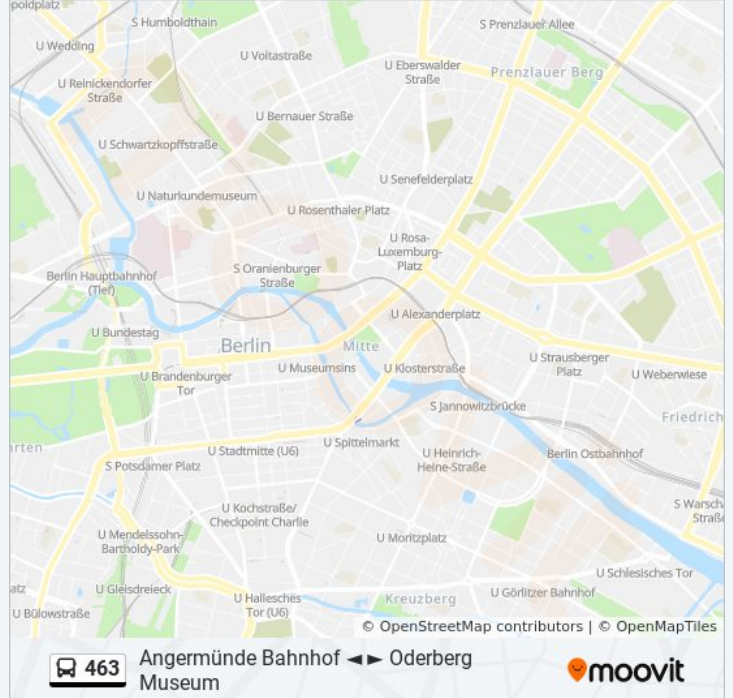 poldplatz
S Humboldthain
S Prenzlauer Allee
U Wedding
U Voltastraße
U Eberswalder
Straße
Prenzlauer Berg
U Reinickendorfer
Straße
U Bernauer Straße
U Schwartzkopffstraße
U Senefelderplatz
U Naturkundemuseum
U Rosenthaler Platz
U Rosa-
Luxemburg-
Platz
Berlin Hauptbahnhof
(Tief)
S Oranienburger
Straße
U Alexanderplatz
U Bundestag
Berlin
Mitte
U Museumsins
U Klosterstraße
U Strausberger
Platz
U Weberwiese
U Brandenburger
Tor
S Jannowitzbrücke
Friedrich
rten
U Stadtmitte (U6)
U Spittelmarkt
U Heinrich-
Heine-Straße
Berlin Ostbahnhof
S Potsdamer Platz
S Warsch
Straße
U Kochstraße/
Checkpoint Charlie
U Mendelssohn-
Bartholdy-Park
U Moritzplatz
U Schlesisches Tor
atz
U Gleisdreieck
U Hallesches
Tor (U6)
Kreuzberg
U Görlitzer Bahnhof
U Bülowstraße
© OpenStreetMap contributors | © OpenMapTiles
463
Angermünde Bahnhof ◄ ► Oderberg
Museum
moovit